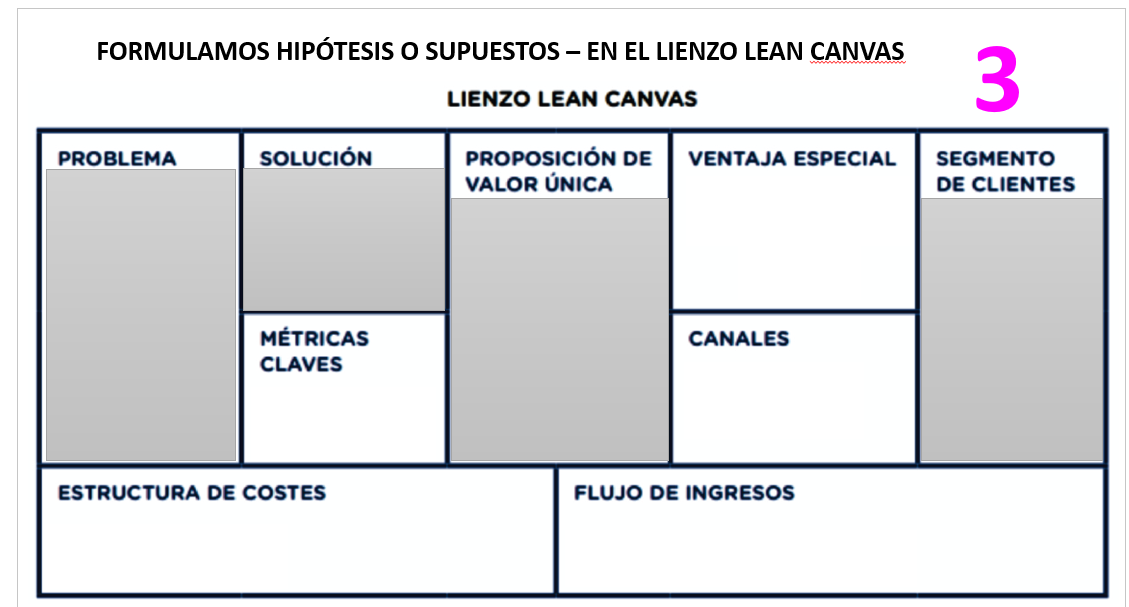 FORMULAMOS HIPÓTESIS O SUPUESTOS – EN EL LIENZO LEAN CANVAS
3
LIENZO LEAN CANVAS
PROBLEMA
SOLUCIÓN
PROPOSICIÓN DE
VALOR ÚNICA
VENTAJA ESPECIAL
SEGMENTO
DE CLIENTES
MÉTRICAS
CLAVES
CANALES
ESTRUCTURA DE COSTES
FLUJO DE INGRESOS